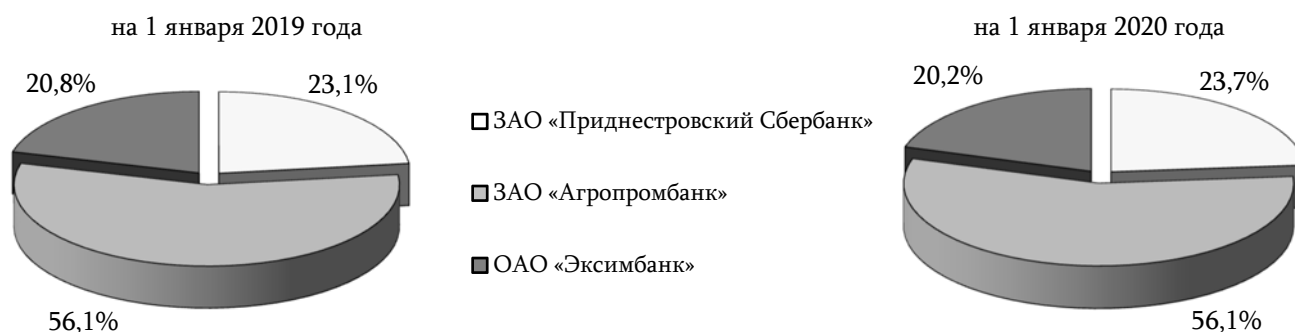 на 1 января 2019 года
20,8%
23,1%
56,1%
ЗАО «Приднестровский Сбербанк»
ЗАО «Агропромбанк»
ОАО «Эксимбанк»
на 1 января 2020 года
20,2%
23,7%
56,1%